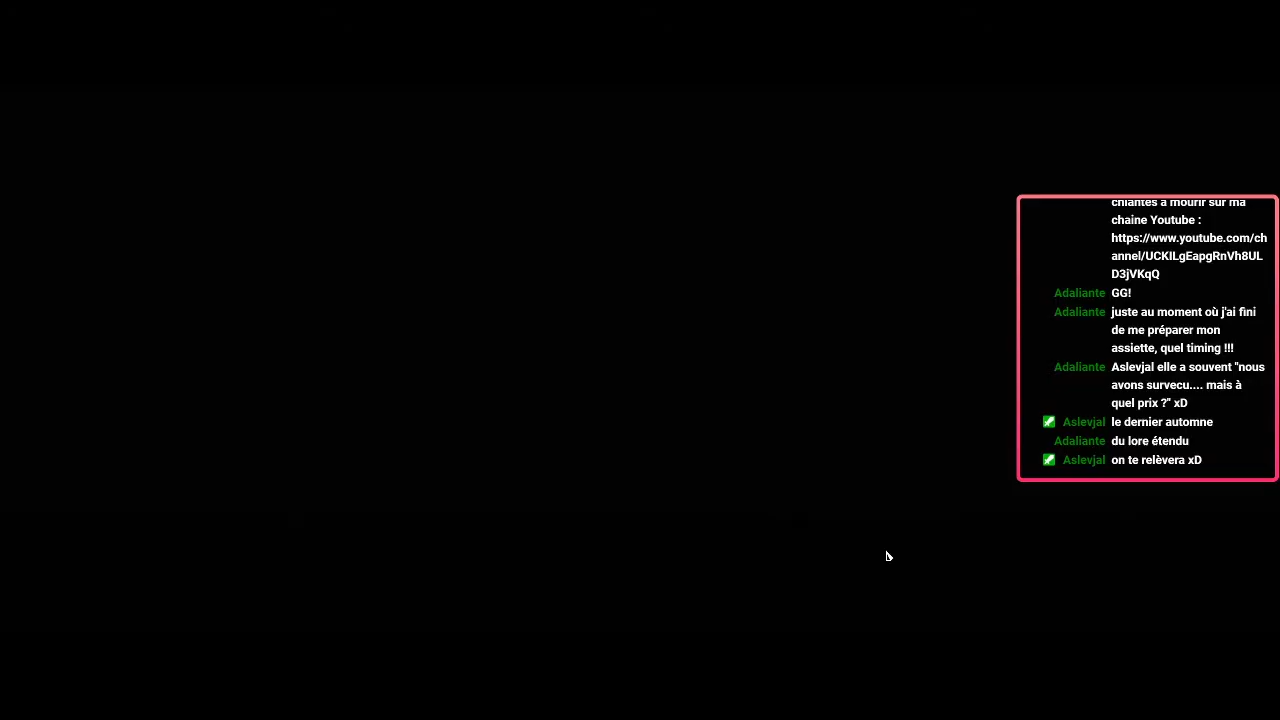 chiantes à mourir sur ma
chaine Youtube :
https://www.youtube.com/ch
annel/UCKILgEapgRnVh8UL
D3jVKqQ
Adaliante GG!
Adaliante juste au moment où j'ai fini
de me préparer mon
assiette, quel timing !!!
Adaliante Aslevjal elle a souvent "nous
avons survecu.... mais à
quel prix ?" xD
Aslevjal le dernier automne
Adaliante du lore étendu
Aslevjal on te relèvera xD